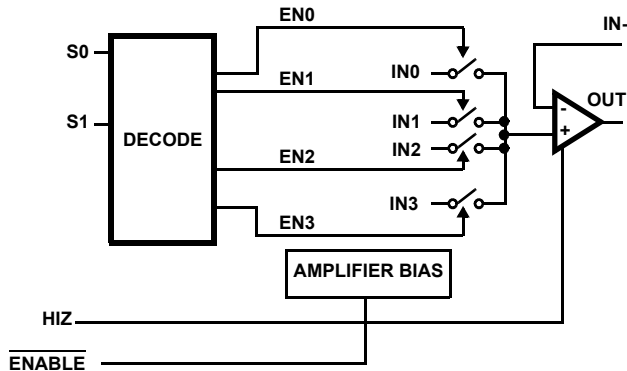 EN0
IN-
S0
IN0
EN1
OUT
-
S1
IN1
+
DECODE
IN2
EN2
IN3
EN3
AMPLIFIER BIAS
HIZ
ENABLE